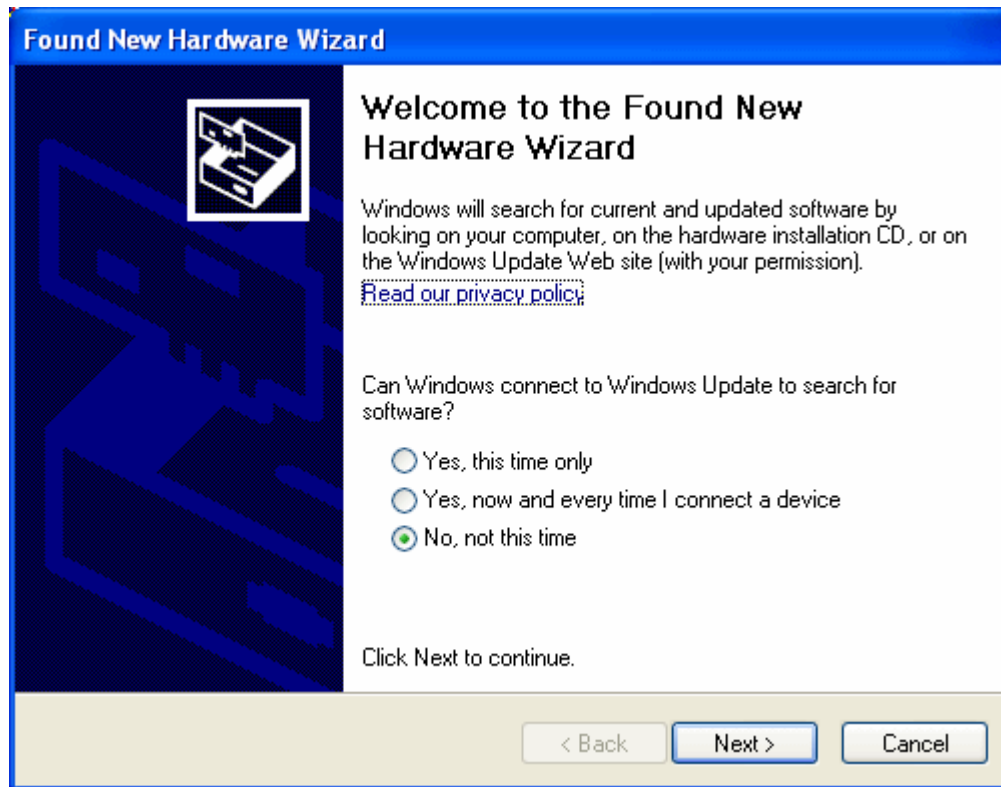 Found New Hardware Wizard
Welcome to the Found New
Hardware Wizard
Windows will search for current and updated software by
looking on your computer, on the hardware installation CD, or on
the Windows Update Web site (with your permission).
Read our privacy policy
Can Windows connect to Windows Update to search for
software?
Yes, this time only
Yes, now and every time I connect a device
No, not this time
Click Next to continue.
< Back
Next >
Cancel